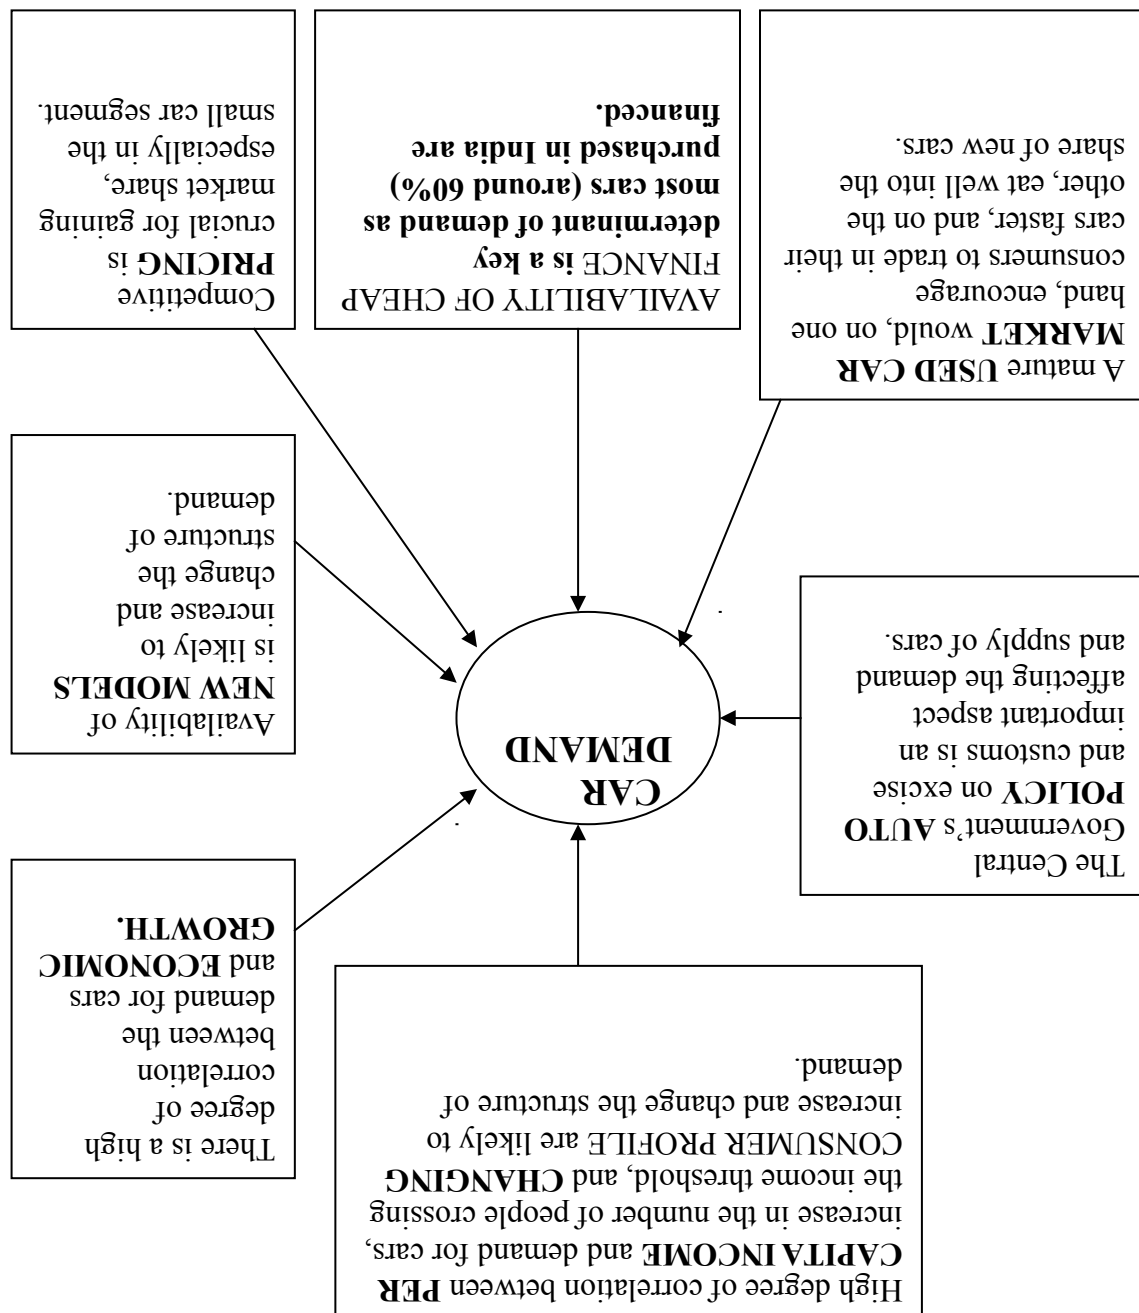 High degree of correlation between PER
CAPITA INCOME and demand for cars,
increase in the number of people crossing
the income threshold, and CHANGING
CONSUMER PROFILE are likely to
increase and change the structure of
demand.
There is a high
degree of
correlation
between the
demand for cars
and ECONOMIC
GROWTH.
The Central
Government's AUTO
POLICY on excise
and customs is an
important aspect
affecting the demand
and supply of cars.
CAR
DEMAND
Availability of
NEW MODELS
is likely to
increase and
change the
structure of
demand.
A mature USED CAR
MARKET would, on one
hand, encourage
consumers to trade in their
cars faster, and on the
other, eat well into the
share of new cars.
AVAILABILITY OF CHEAP
FINANCE is a key
determinant of demand as
most cars (around 60%)
purchased in India are
financed.
Competitive
PRICING is
crucial for gaining
market share,
especially in the
small car segment.